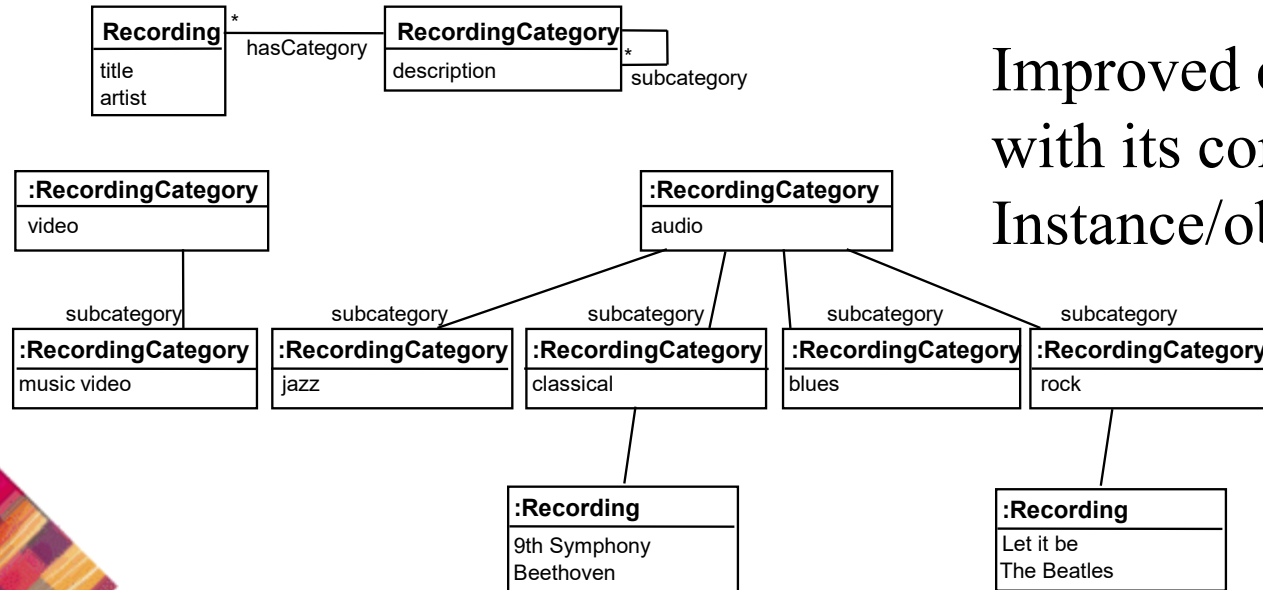 Recording
title
artist
*
hasCategory
RecordingCategory
description
*
subcategory
Improved
with its
:RecordingCategory
video
:RecordingCategory
audio
subcategory
subcategory
subcategory
subcategory
subcategory
:RecordingCategory
music video
:RecordingCategory
jazz
:RecordingCategory
classical
:RecordingCategory
blues
:RecordingCategory
rock
:Recording
9th Symphony
Beethoven
:Recording
Let it be
The Beatles